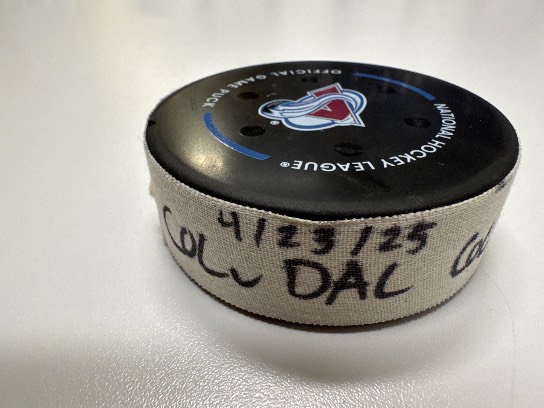 OFFICIAL GAME PUCK
NATIONAL HOCKEY LEAGUE®
®
4/23/25
COL v DAL